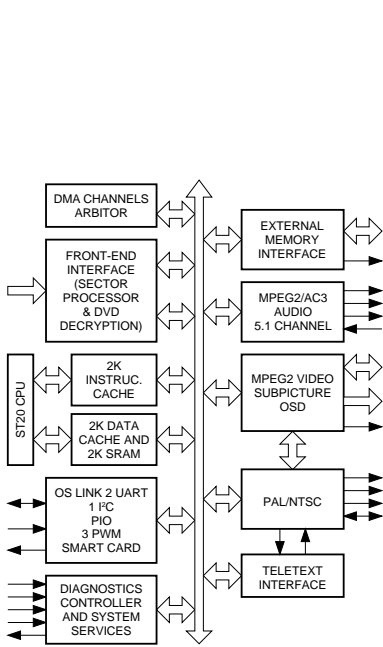 DMA CHANNELS
ARBITOR
FRONT-END
INTERFACE
(SECTOR
PROCESSOR
& DVD
DECRYPTION)
ST20 CPU
2K
INSTRUC.
CACHE
2K DATA
CACHE AND
2K SRAM
OS LINK 2 UART
1 I²C
PIO
3 PWM
SMART CARD
DIAGNOSTICS
CONTROLLER
AND SYSTEM
SERVICES
EXTERNAL
MEMORY
INTERFACE
MPEG2/AC3
AUDIO
5.1 CHANNEL
MPEG2 VIDEO
SUBPICTURE
OSD
PAL/NTSC
TELETEXT
INTERFACE